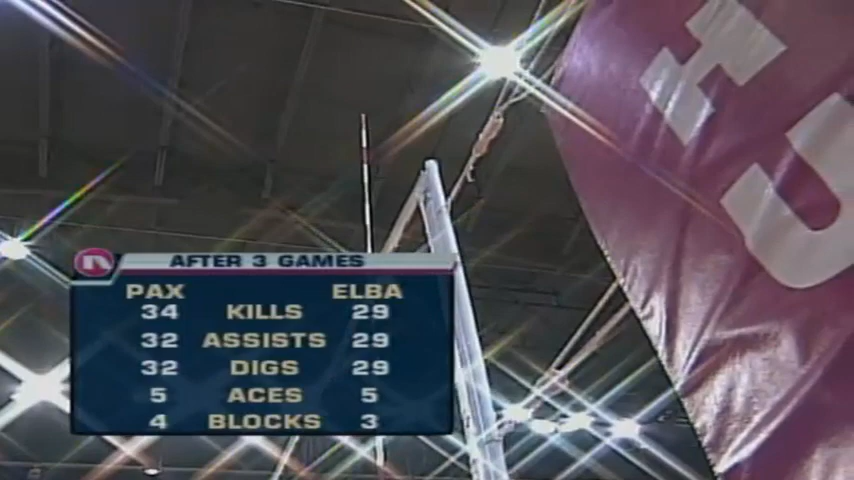 AFTER 3 GAMES
PAX ELBA
34 KILLS 29
32 ASSISTS 29
32 DIGS 29
5 ACES 5
4 BLOCKS 3
H